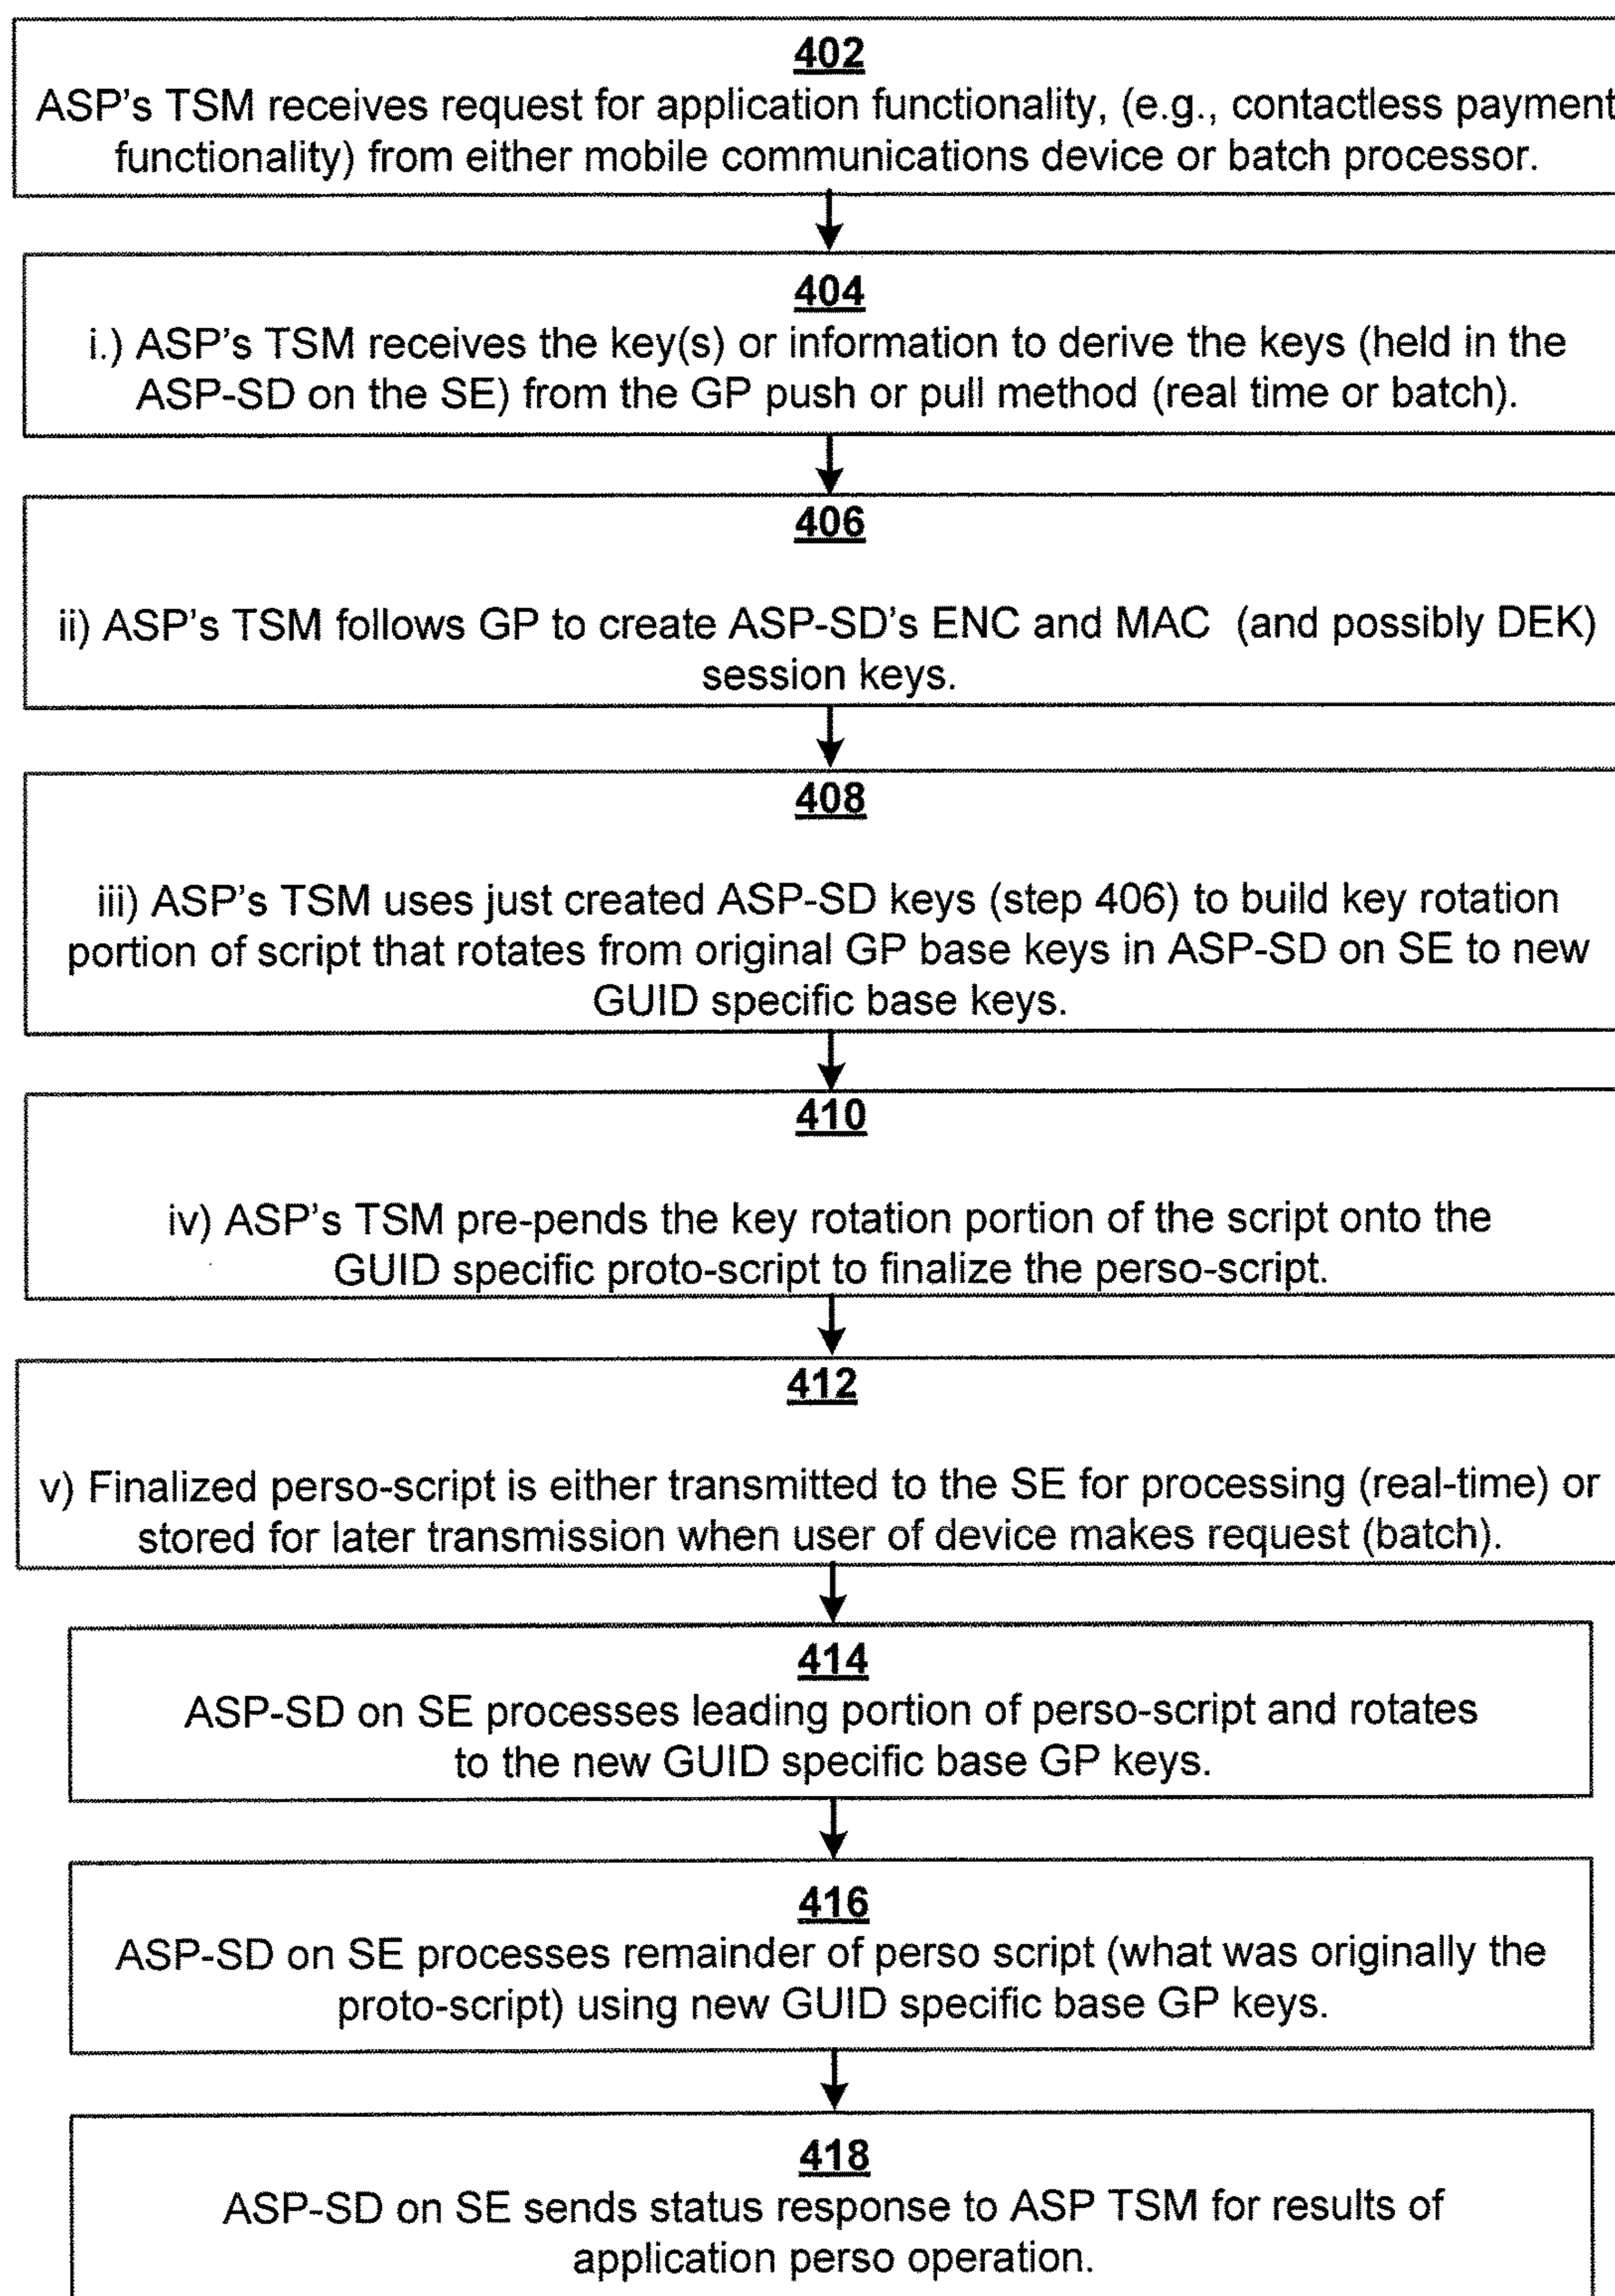 402
ASP's TSM receives request for application functionality, (e.g., contactless payment
functionality) from either mobile communications device or batch processor.
404
i.) ASP's TSM receives the key(s) or information to derive the keys (held in the
ASP-SD on the SE) from the GP push or pull method (real time or batch).
406
ii) ASP's TSM follows GP to create ASP-SD's ENC and MAC (and possibly DEK)
session keys.
408
iii) ASP's TSM uses just created ASP-SD keys (step 406) to build key rotation
portion of script that rotates from original GP base keys in ASP-SD on SE to new
GUID specific base keys.
410
iv) ASP's TSM pre-pends the key rotation portion of the script onto the
GUID specific proto-script to finalize the perso-script.
412
v) Finalized perso-script is either transmitted to the SE for processing (real-time) or
stored for later transmission when user of device makes request (batch).
414
ASP-SD on SE processes leading portion of perso-script and rotates
to the new GUID specific base GP keys.
416
ASP-SD on SE processes remainder of perso script (what was originally the
proto-script) using new GUID specific base GP keys.
418
ASP-SD on SE sends status response to ASP TSM for results of
application perso operation.